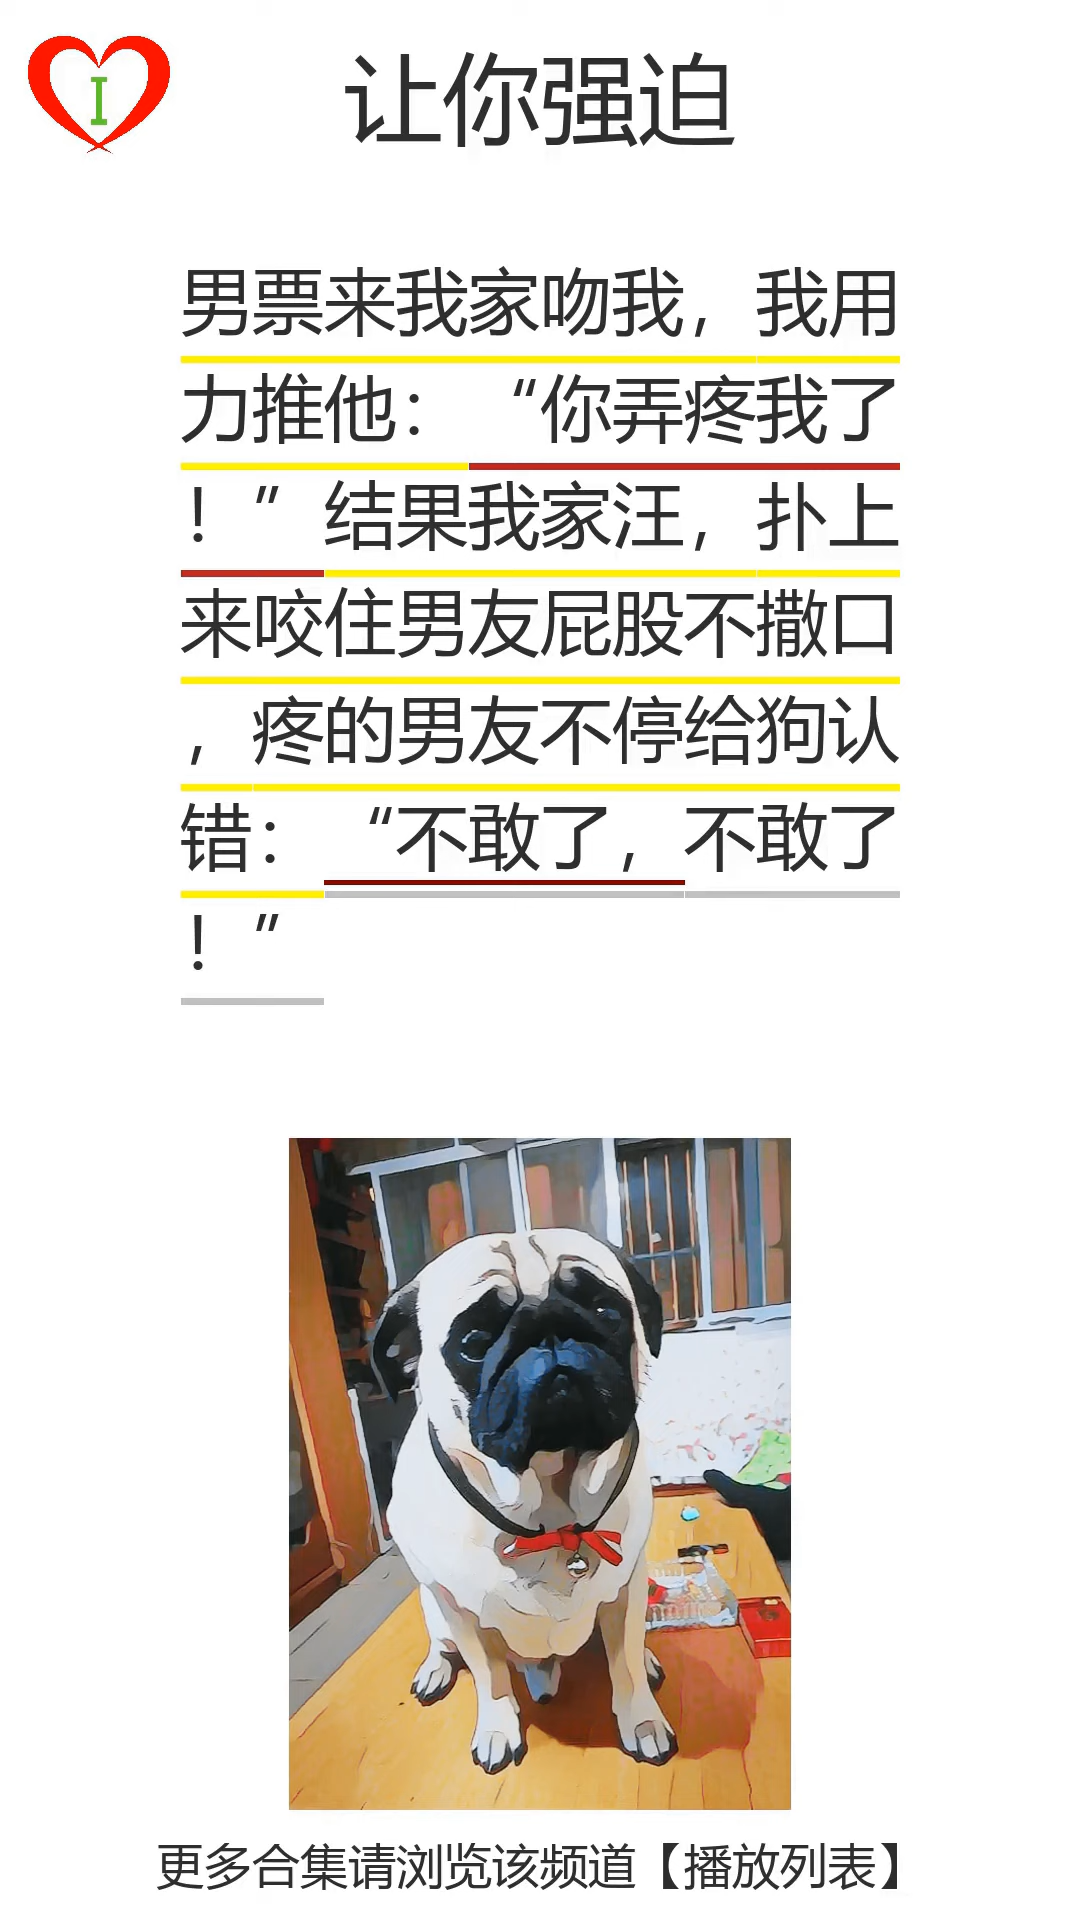 I
让你强迫
男票来我家吻我，我用
力推他：“你弄疼我了
！”结果我家汪，扑上
来咬住男友屁股不撒口
，疼的男友不停给狗认
错：“不敢了，不敢了
！”
更多合集请浏览该频道【播放列表】